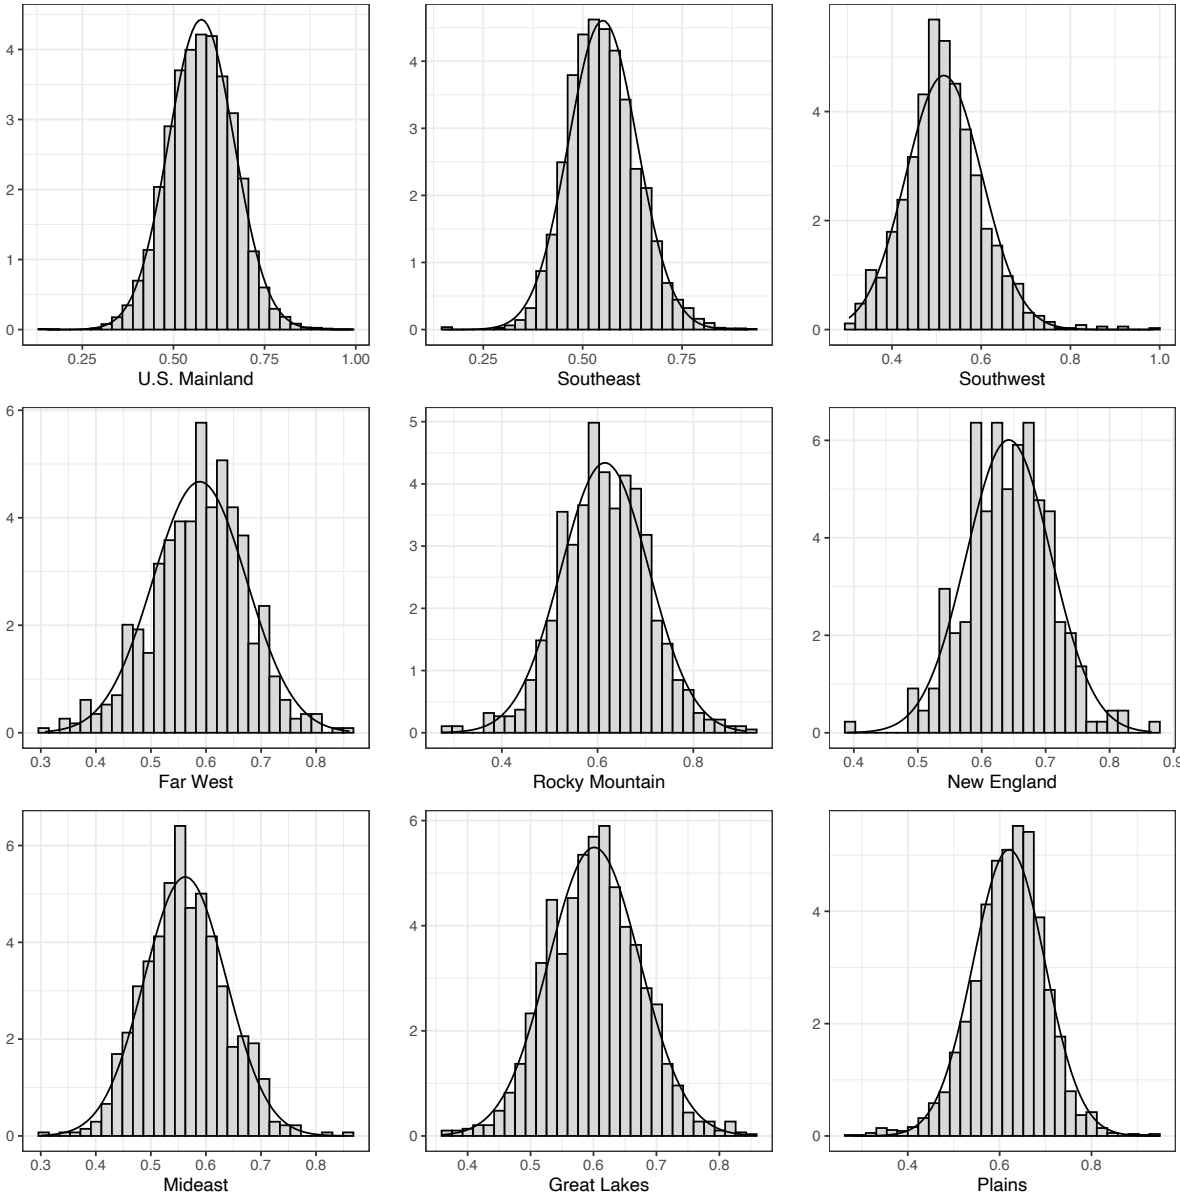 4
3
2
1
0
0.25 0.50 0.75 1.00
U.S. Mainland
4
3
2
1
0
0.25 0.50 0.75
Southeast
4
2
0
0.4 0.6 0.8 1.0
Southwest
6
4
2
0
0.3 0.4 0.5 0.6 0.7 0.8
Far West
5
4
3
2
1
0
0.4 0.6 0.8
Rocky Mountain
6
4
2
0
0.4 0.5 0.6 0.7 0.8 0.9
New England
6
4
2
0
0.3 0.4 0.5 0.6 0.7 0.8
Mideast
6
4
2
0
0.4 0.5 0.6 0.7 0.8
Great Lakes
4
2
0
0.4 0.6 0.8
Plains